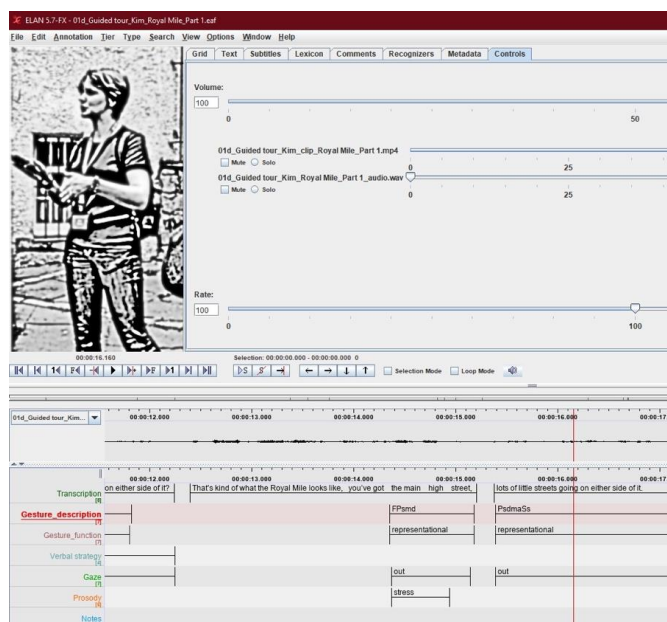 ELAN 5.7-FX - 01d_Guided tour_Kim_Royal Mile_Part 1.eaf
File Edit Annotation Tier Type Search View Options Window Help
Grid Text Subtitles Lexicon Comments Recognizers Metadata Controls
Volume:
100
0 50
01d_Guided tour_Kim_clip_Royal Mile_Part 1.mp4
Mute Solo
0 25
01d_Guided tour_Kim_Royal Mile_Part 1_audio.wav
Mute Solo
0 25
Rate:
100
0 100
00:00:16.160 Selection: 00:00:00.000 - 00:00:00.000 0
Selection Mode Loop Mode
01d_Guided tour_Kim...
00:00:12.000 00:00:13.000 00:00:14.000 00:00:15.000 00:00:16.000 00:00:17
00:00:12.000 00:00:13.000 00:00:14.000 00:00:15.000 00:00:16.000 00:00:17
Transcription on either side of it? That's kind of what the Royal Mile looks like, you've got the main high street, lots of little streets going on either side of it.
Gesture_description FPsmd PsdmaSs
Gesture_function representational representational
Verbal strategy
Gaze out out
Prosody stress
Notes